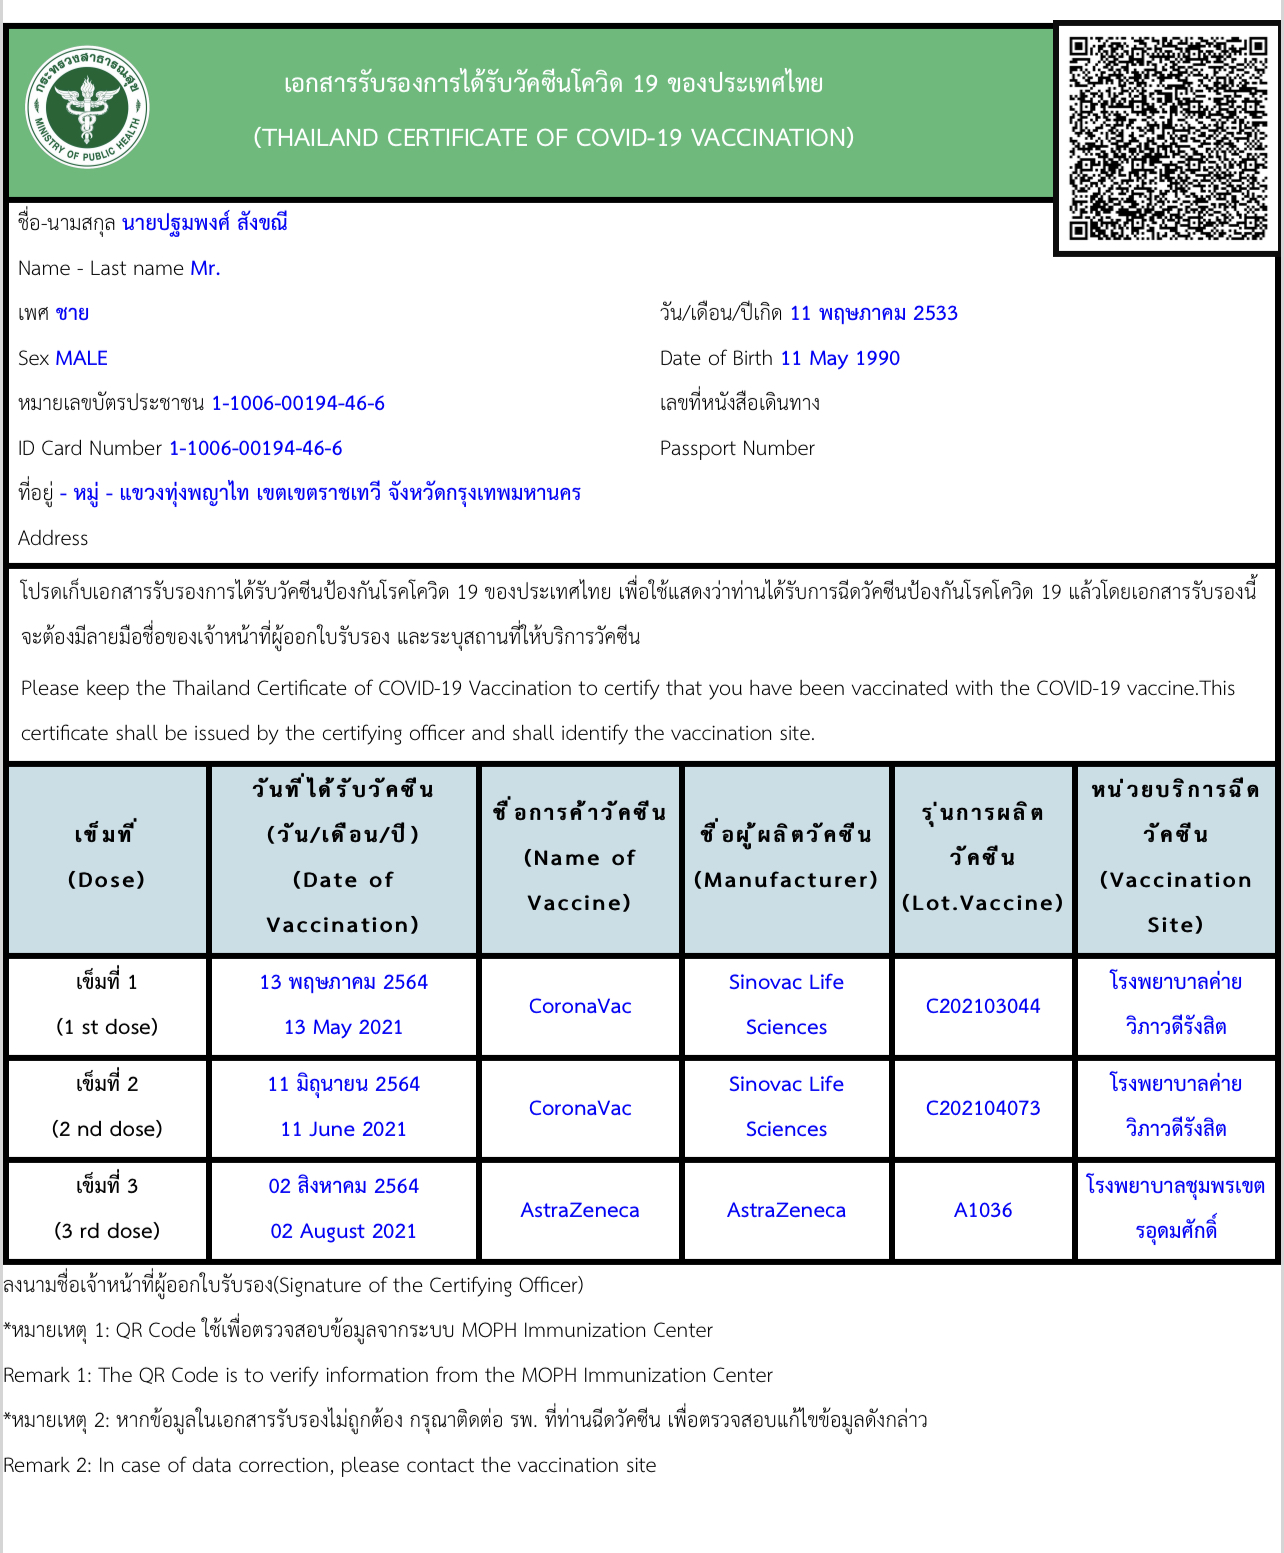 กระทรวงสาธารณสุข
MINISTRY OF PUBLIC HEALTH
เอกสารรับรองการได้รับวัคซีนโควิด 19 ของประเทศไทย
(THAILAND CERTIFICATE OF COVID-19 VACCINATION)
ชื่อ-นามสกุล นายปฐมพงศ์ สังขณี
Name - Last name Mr.
เพศ ชาย
วัน/เดือน/ปีเกิด 11 พฤษภาคม 2533
Sex MALE
Date of Birth 11 May 1990
หมายเลขบัตรประชาชน 1-1006-00194-46-6
เลขที่หนังสือเดินทาง
ID Card Number 1-1006-00194-46-6
Passport Number
ที่อยู่ - หมู่ - แขวงทุ่งพญาไท เขตเขตราชเทวี จังหวัดกรุงเทพมหานคร
Address
โปรดเก็บเอกสารรับรองการได้รับวัคซีนป้องกันโรคโควิด 19 ของประเทศไทย เพื่อใช้แสดงว่าท่านได้รับการฉีดวัคซีนป้องกันโรคโควิด 19 แล้วโดยเอกสารรับรองนี้
จะต้องมีลายมือชื่อของเจ้าหน้าที่ผู้ออกใบรับรอง และระบุสถานที่ให้บริการวัคซีน
Please keep the Thailand Certificate of COVID-19 Vaccination to certify that you have been vaccinated with the COVID-19 vaccine.This
certificate shall be issued by the certifying officer and shall identify the vaccination site.
เข็มที่
(Dose)
วันที่ได้รับวัคซีน
(วัน/เดือน/ปี)
(Date of
Vaccination)
ชื่อการค้าวัคซีน
(Name of
Vaccine)
ชื่อผู้ผลิตวัคซีน
(Manufacturer)
รุ่นการผลิต
วัคซีน
(Lot.Vaccine)
หน่วยบริการฉีด
วัคซีน
(Vaccination
Site)
เข็มที่ 1
(1 st dose)
13 พฤษภาคม 2564
13 May 2021
CoronaVac
Sinovac Life
Sciences
C202103044
โรงพยาบาลค่าย
วิภาวดีรังสิต
เข็มที่ 2
(2 nd dose)
11 มิถุนายน 2564
11 June 2021
CoronaVac
Sinovac Life
Sciences
C202104073
โรงพยาบาลค่าย
วิภาวดีรังสิต
เข็มที่ 3
(3 rd dose)
02 สิงหาคม 2564
02 August 2021
AstraZeneca
AstraZeneca
A1036
โรงพยาบาลชุมพรเขต
รอุดมศักดิ์
ลงนามชื่อเจ้าหน้าที่ผู้ออกใบรับรอง(Signature of the Certifying Officer)
*หมายเหตุ 1: QR Code ใช้เพื่อตรวจสอบข้อมูลจากระบบ MOPH Immunization Center
Remark 1: The QR Code is to verify information from the MOPH Immunization Center
*หมายเหตุ 2: หากข้อมูลในเอกสารรับรองไม่ถูกต้อง กรุณาติดต่อ รพ. ที่ท่านฉีดวัคซีน เพื่อตรวจสอบแก้ไขข้อมูลดังกล่าว
Remark 2: In case of data correction, please contact the vaccination site